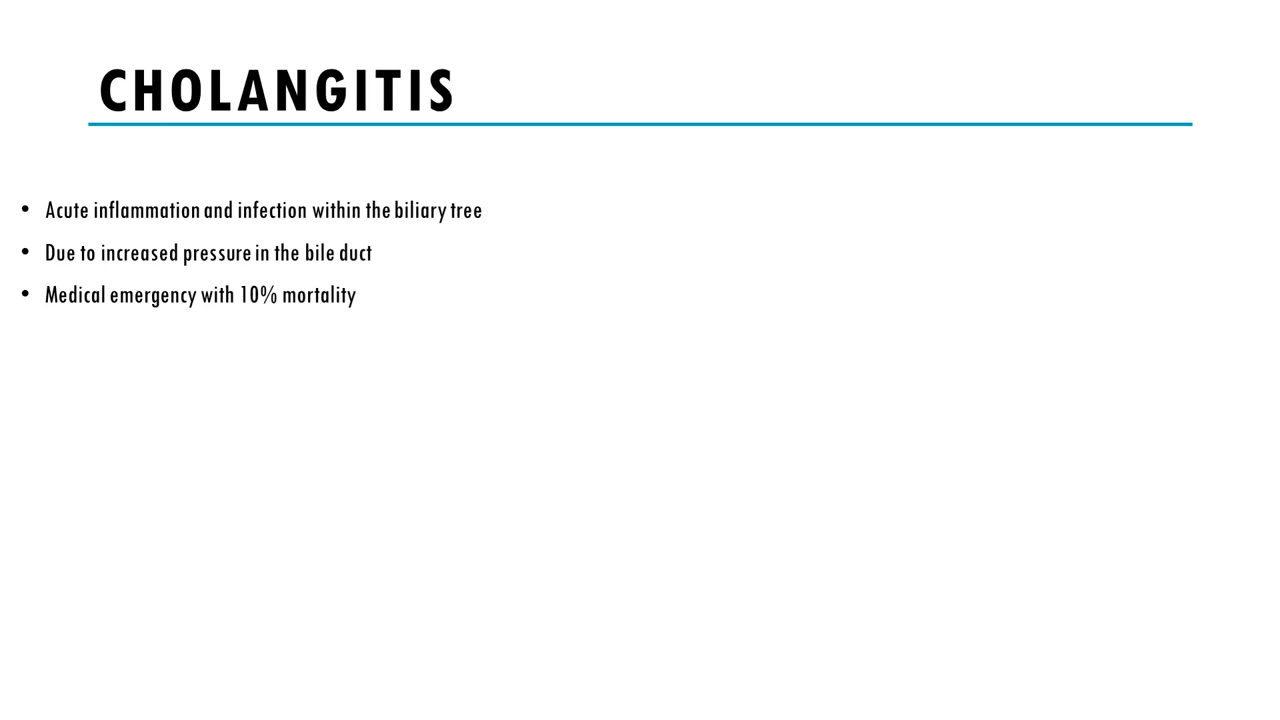 CHOLANGITIS
• Acute inflammation and infection within the biliary tree
• Due to increased pressure in the bile duct
• Medical emergency with 10% mortality